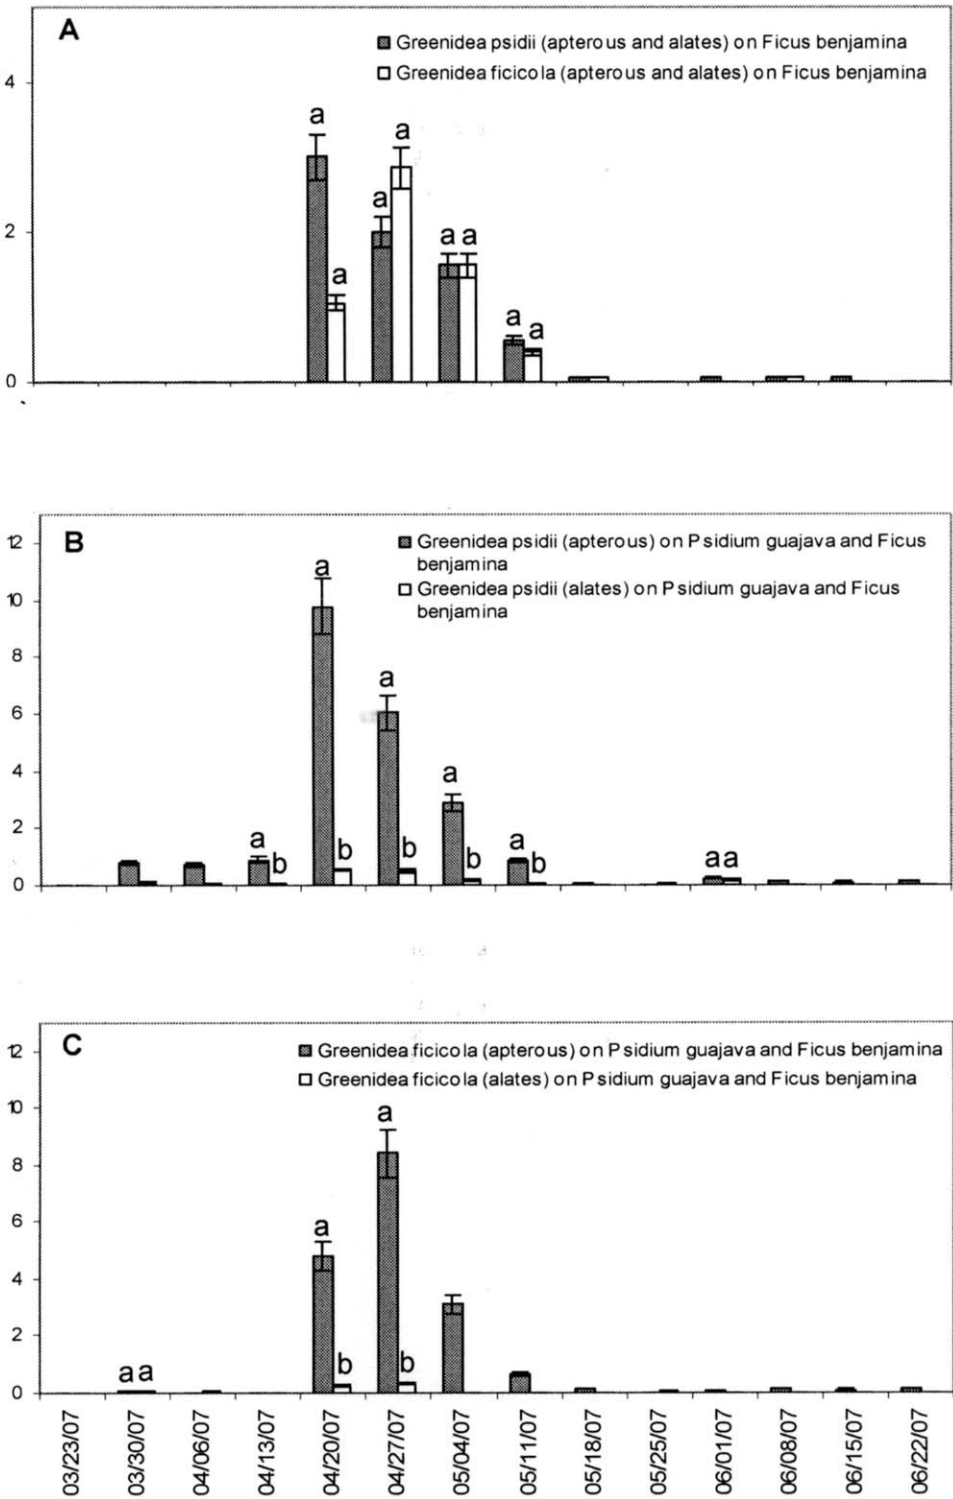 A
Greenidea psidii (apterous and alates) on Ficus benjamina
Greenidea ficicola (apterous and alates) on Ficus benjamina
4
a
a
a
a
a a
2
a
a
0
B
Greenidea psidii (apterous) on Psidium guajava and Ficus
benjamina
Greenidea psidii (alates) on Psidium guajava and Ficus
benjamina
12
a
10
8
a
6
4
a
2
a
b
b
b
b
a
b
a a
0
C
Greenidea ficicola (apterous) on Psidium guajava and Ficus benjamina
Greenidea ficicola (alates) on Psidium guajava and Ficus benjamina
12
10
a
8
6
a
4
2
a a
b
b
0
03/23/07
03/30/07
04/06/07
04/13/07
04/20/07
04/27/07
05/04/07
05/11/07
05/18/07
05/25/07
06/01/07
06/08/07
06/15/07
06/22/07